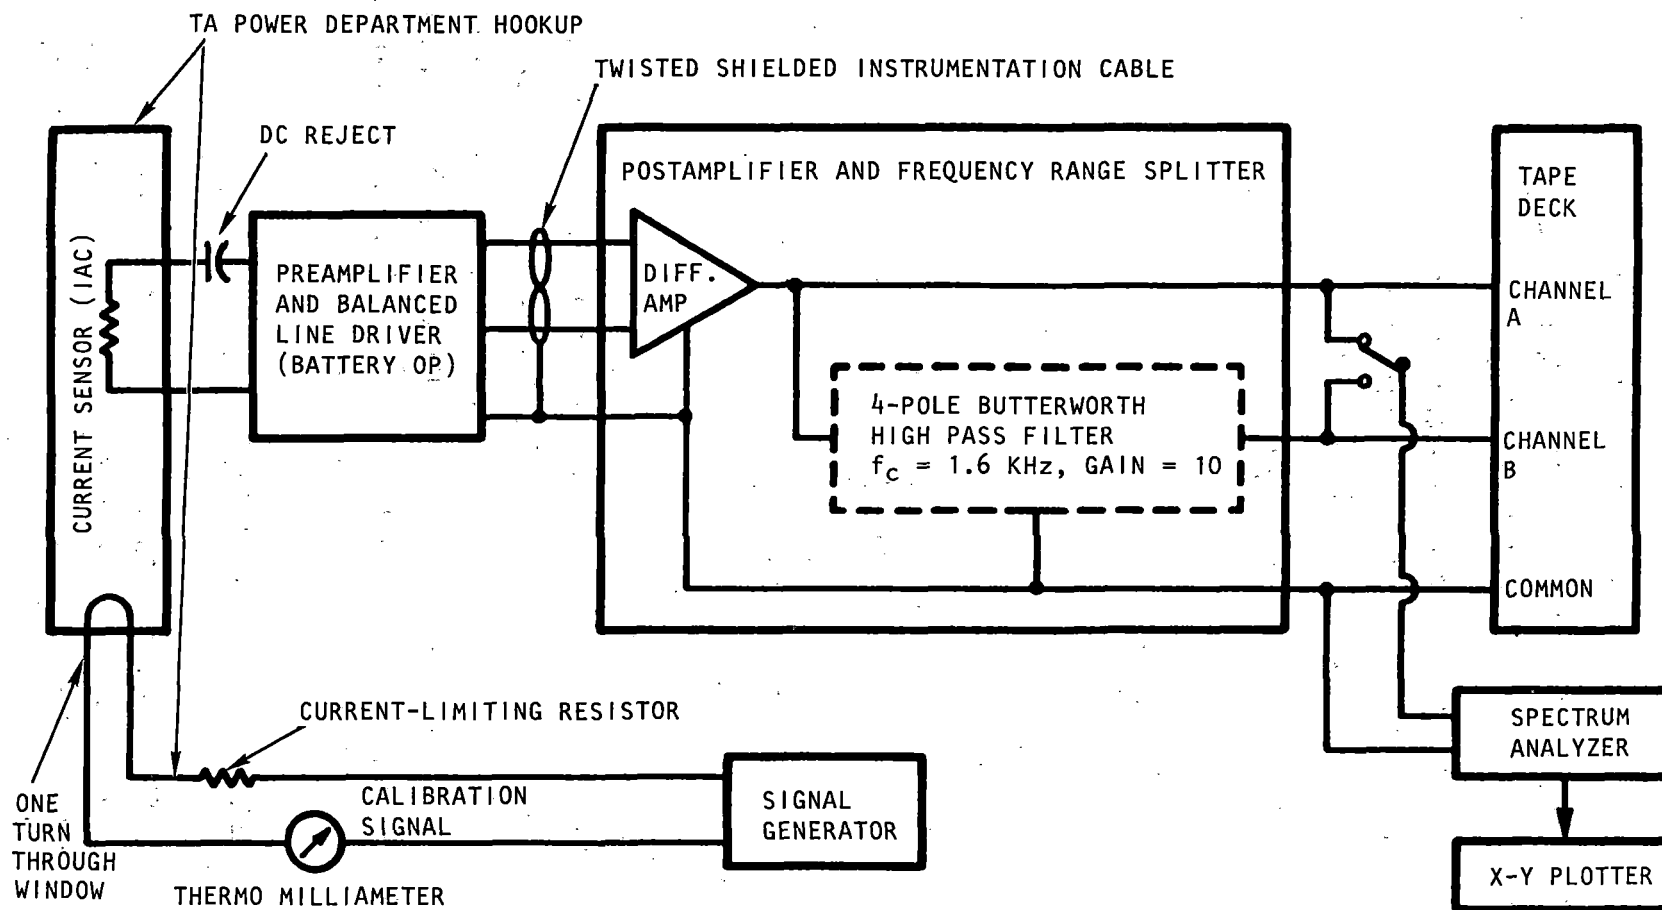 TA POWER DEPARTMENT HOOKUP
TWISTED SHIELDED INSTRUMENTATION CABLE
DC REJECT
POSTAMPLIFIER AND FREQUENCY RANGE SPLITTER
TAPE
DECK
CURRENT SENSOR (IAC)
PREAMPLIFIER
AND BALANCED
LINE DRIVER
(BATTERY OP)
DIFF.
AMP
CHANNEL
A
4-POLE BUTTERWORTH
HIGH PASS FILTER
fc = 1.6 KHz, GAIN = 10
CHANNEL
B
COMMON
CURRENT-LIMITING RESISTOR
SPECTRUM
ANALYZER
ONE
TURN
THROUGH
WINDOW
CALIBRATION
SIGNAL
SIGNAL
GENERATOR
THERMO MILLIAMETER
X-Y PLOTTER